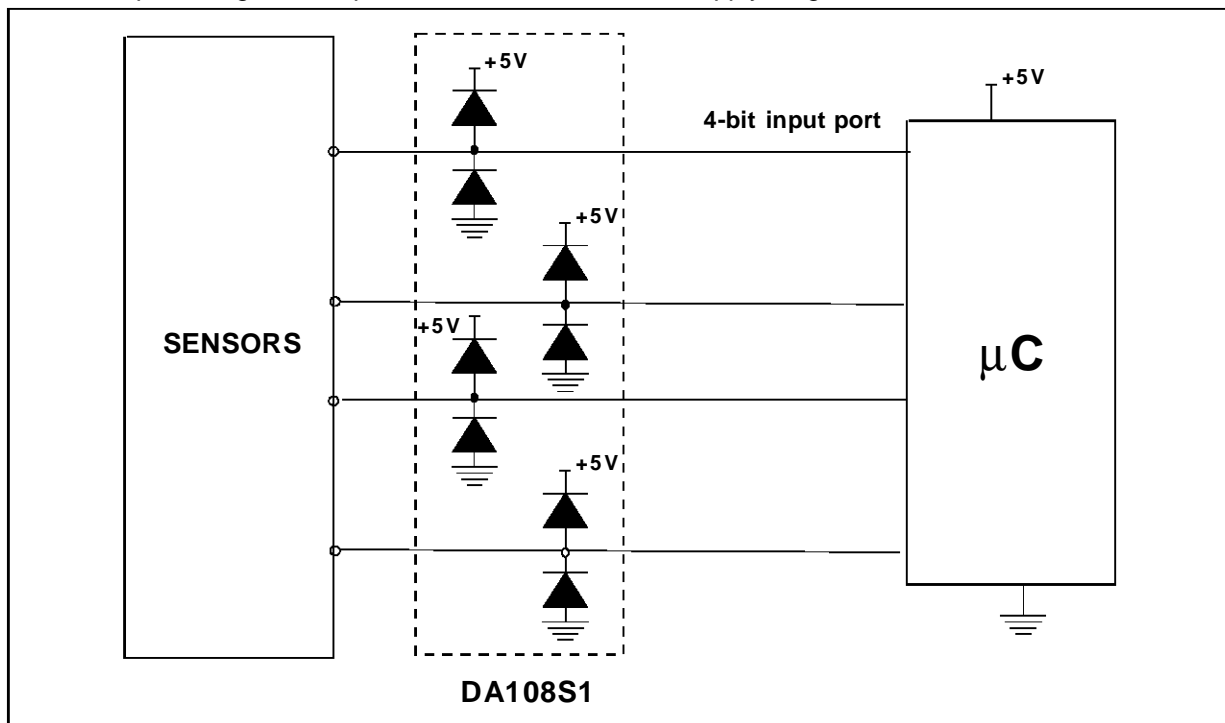 +5V
+5V
4-bit input port
+5V
SENSORS
+5V
µC
+5V
DA108S1